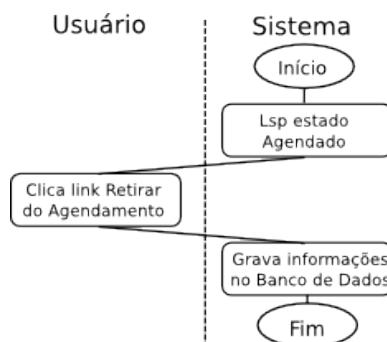 Usuário
Sistema
Início
Lsp estado
Agendado
Clica link Retirar
do Agendamento
Grava informações
no Banco de Dados
Fim